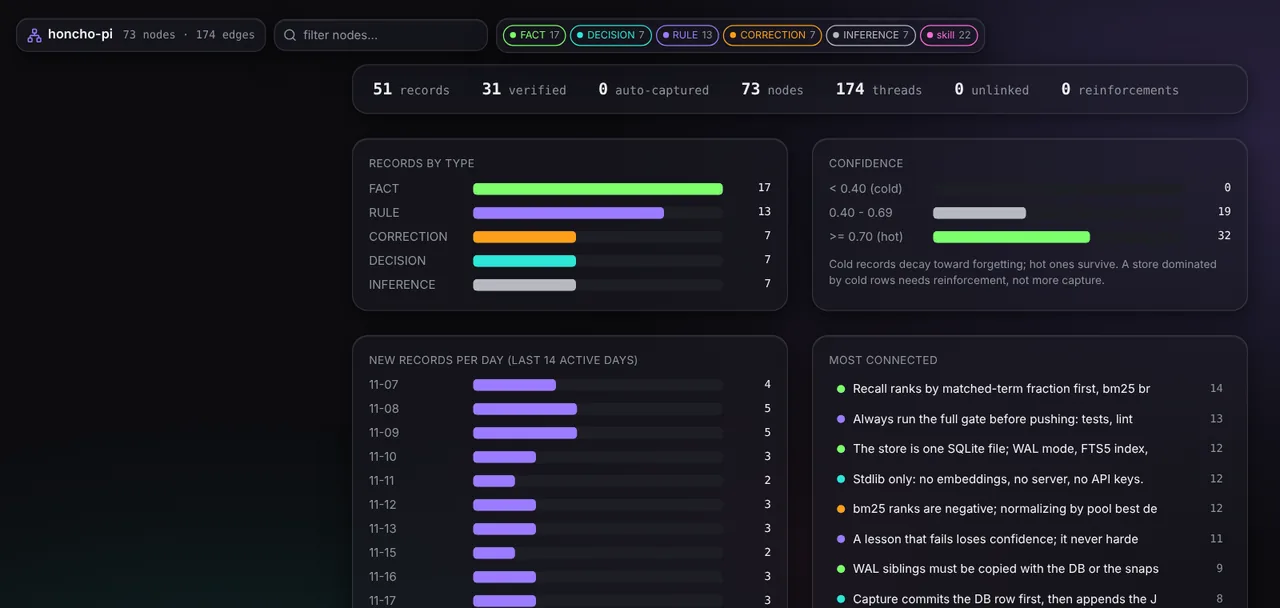 honcho-pi 73 nodes · 174 edges
filter nodes...
FACT 17 DECISION 7 RULE 13 CORRECTION 7 INFERENCE 7 skill 22
51 records 31 verified 0 auto-captured 73 nodes 174 threads 0 unlinked 0 reinforcements
RECORDS BY TYPE
FACT 17
RULE 13
CORRECTION 7
DECISION 7
INFERENCE 7
CONFIDENCE
< 0.40 (cold) 0
0.40 - 0.69 19
>= 0.70 (hot) 32
Cold records decay toward forgetting; hot ones survive. A store dominated
by cold rows needs reinforcement, not more capture.
NEW RECORDS PER DAY (LAST 14 ACTIVE DAYS)
11-07 4
11-08 5
11-09 5
11-10 3
11-11 2
11-12 3
11-13 3
11-15 2
11-16 3
11-17 3
MOST CONNECTED
Recall ranks by matched-term fraction first, bm25 br 14
Always run the full gate before pushing: tests, lint 13
The store is one SQLite file; WAL mode, FTS5 index, 12
Stdlib only: no embeddings, no server, no API keys. 12
bm25 ranks are negative; normalizing by pool best de 12
A lesson that fails loses confidence; it never harde 11
WAL siblings must be copied with the DB or the snaps 9
Capture commits the DB row first, then appends the J 8